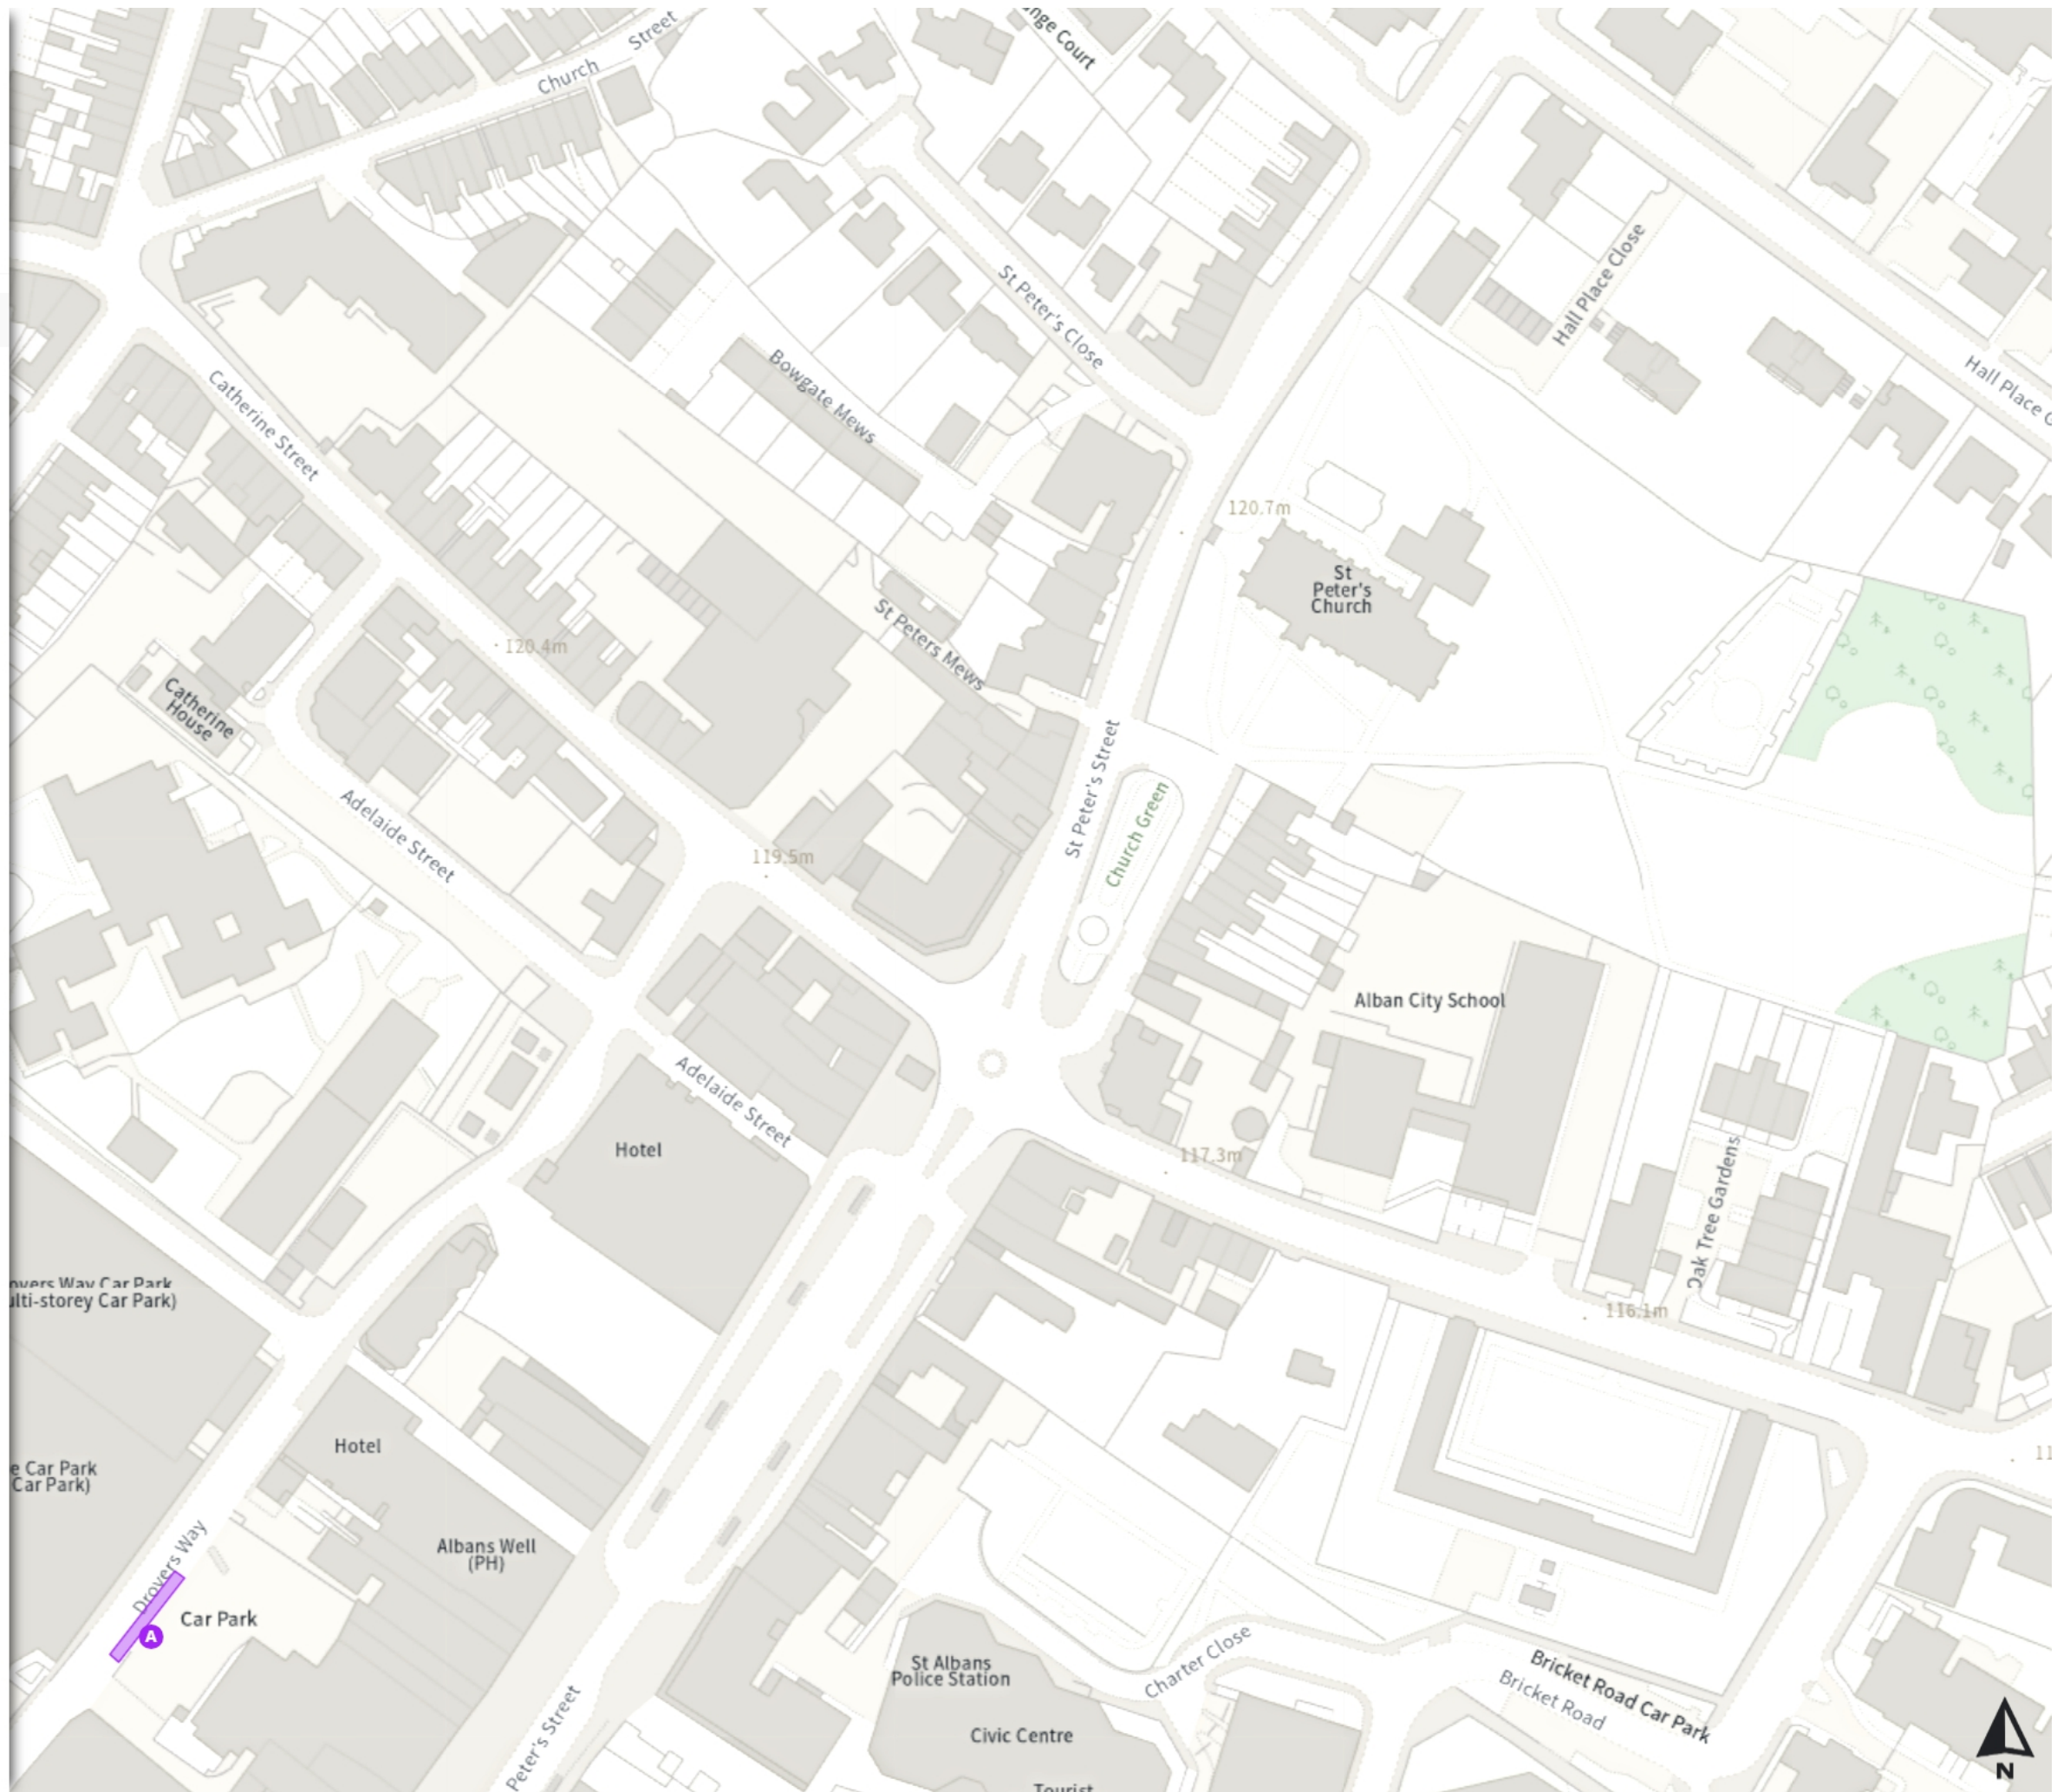 Church Street
nge Court
St Peter's Close
Hall Place Close
Hall Place G
Bowgate Mews
Catherine Street
120.7m
St
Peter's
Church
St Peters Mews
120.4m
Catherine
House
Adelaide Street
St Peter's Street
Church Green
119.5m
Alban City School
Adelaide Street
Hotel
117.3m
Oak Tree Gardens
overs Way Car Park
ulti-storey Car Park)
116.1m
Hotel
e Car Park
Car Park)
11
Drovers Way
Albans Well
(PH)
A
Car Park
St Albans
Police Station
Charter Close
Bricket Road Car Park
Bricket Road
Peter's Street
Civic Centre
Tourist
N